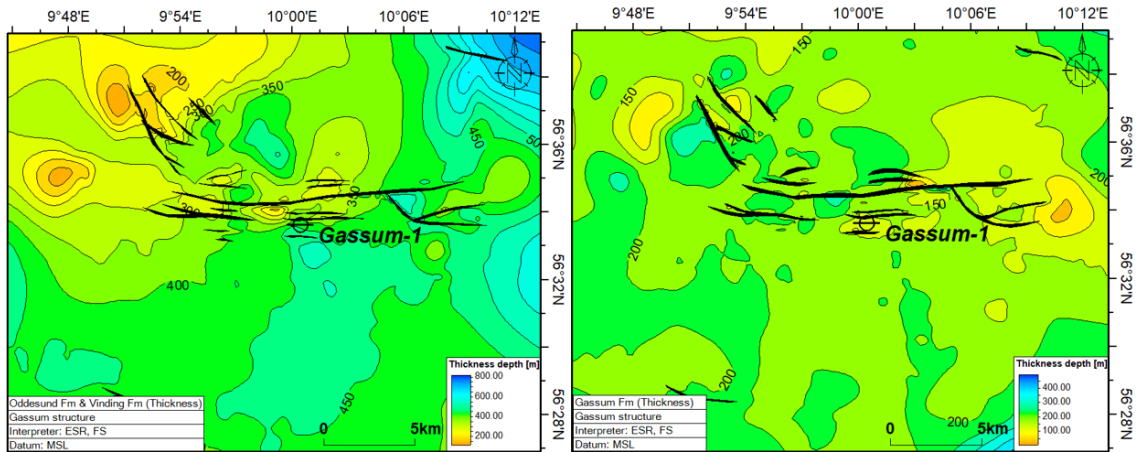 9°48'E 9°54'E 10°00'E 10°06'E 10°12'E
200
350
450
56°36'N
350
300
Gassum-1
400
56°32'N
450
56°28'N
Thickness depth [m]
800.00
600.00
400.00
200.00
Oddesund Fm & Vinding Fm (Thickness)
Gassum structure
Interpreter: ESR, FS
Datum: MSL
0 5km
9°48'E 9°54'E 10°00'E 10°06'E 10°12'E
150
150
200
56°36'N
200
150
Gassum-1
200
56°32'N
200
200
200
56°28'N
Thickness depth [m]
400.00
300.00
200.00
100.00
Gassum Fm (Thickness)
Gassum structure
Interpreter: ESR, FS
Datum: MSL
0 5km